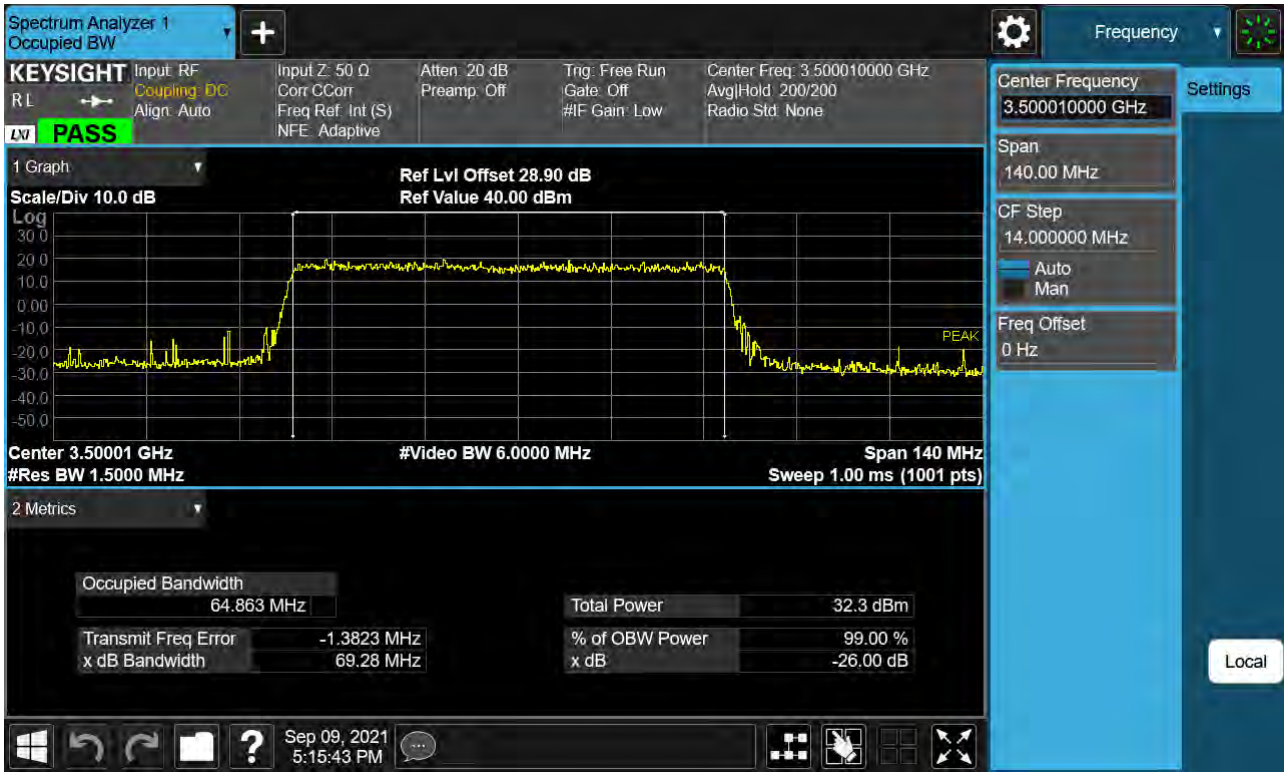 Spectrum Analyzer 1
Occupied BW
+
Frequency
KEYSIGHT
RL
LXI PASS
Input: RF
Coupling: DC
Align: Auto
Input Z: 50 Ω
Corr CCorr
Freq Ref: Int (S)
NFE: Adaptive
Atten: 20 dB
Preamp: Off
Trig: Free Run
Gate: Off
#IF Gain: Low
Center Freq: 3.500010000 GHz
Avg|Hold: 200/200
Radio Std: None
Center Frequency
3.500010000 GHz
Settings
Span
140.00 MHz
CF Step
14.000000 MHz
Auto
Man
Freq Offset
0 Hz
Local
1 Graph
Scale/Div 10.0 dB
Ref Lvl Offset 28.90 dB
Ref Value 40.00 dBm
Log
30.0
20.0
10.0
0.00
-10.0
-20.0
-30.0
-40.0
-50.0
PEAK
Center 3.50001 GHz
#Video BW 6.0000 MHz
Span 140 MHz
#Res BW 1.5000 MHz
Sweep 1.00 ms (1001 pts)
2 Metrics
Occupied Bandwidth
64.863 MHz
Total Power 32.3 dBm
Transmit Freq Error -1.3823 MHz
% of OBW Power 99.00 %
x dB Bandwidth 69.28 MHz
x dB -26.00 dB
?
Sep 09, 2021
5:15:43 PM